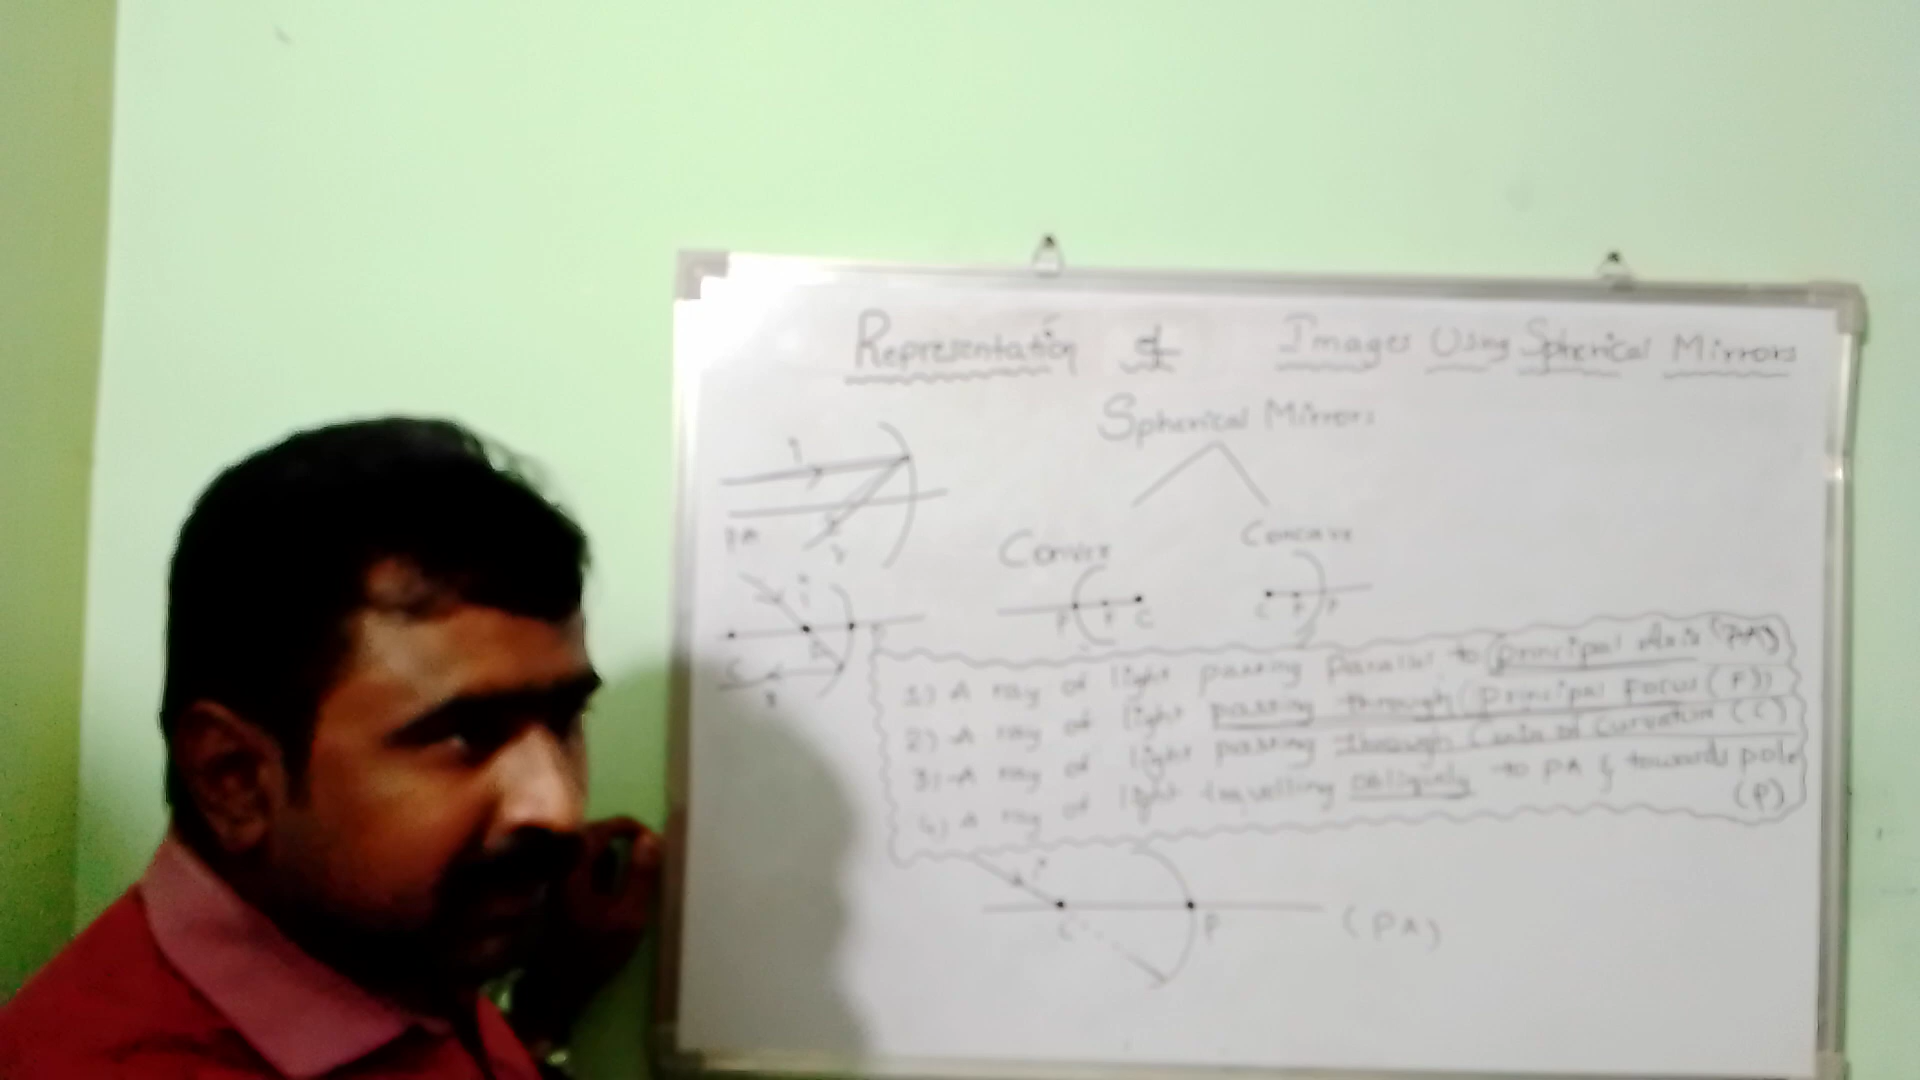 Representation of Images Using Spherical Mirrors
Spherical Mirrors
Convex Concave
i
PA
r
i
P
F
C
r
P F C
C F P
1) A ray of light passing parallel to principal Axis (PA)
2) A ray of light passing through (principal Focus (F))
3) A ray of light passing through of curvature (C)
4) A ray of light travelling obliquely to PA & towards pole
(P)
i
C P (PA)